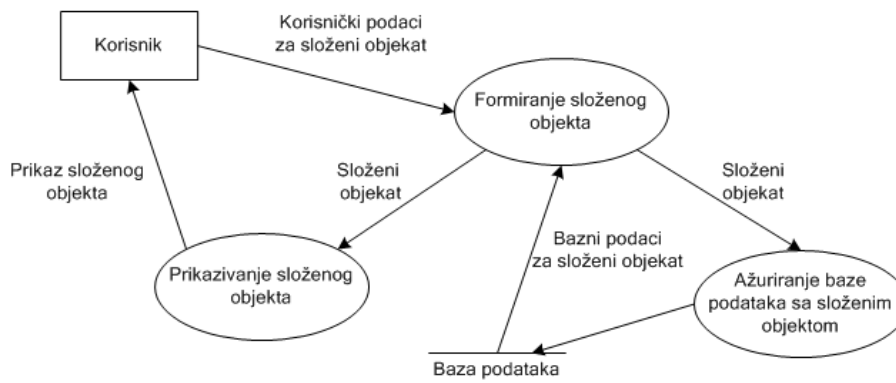 Korisnik
Korisnički podaci
za složeni objekat
Formiranje složenog
objekta
Prikaz složenog
objekta
Složeni
objekat
Složeni
objekat
Bazni podaci
za složeni objekat
Prikazivanje složenog
objekta
Ažuriranje baze
podataka sa složenim
objektom
Baza podataka